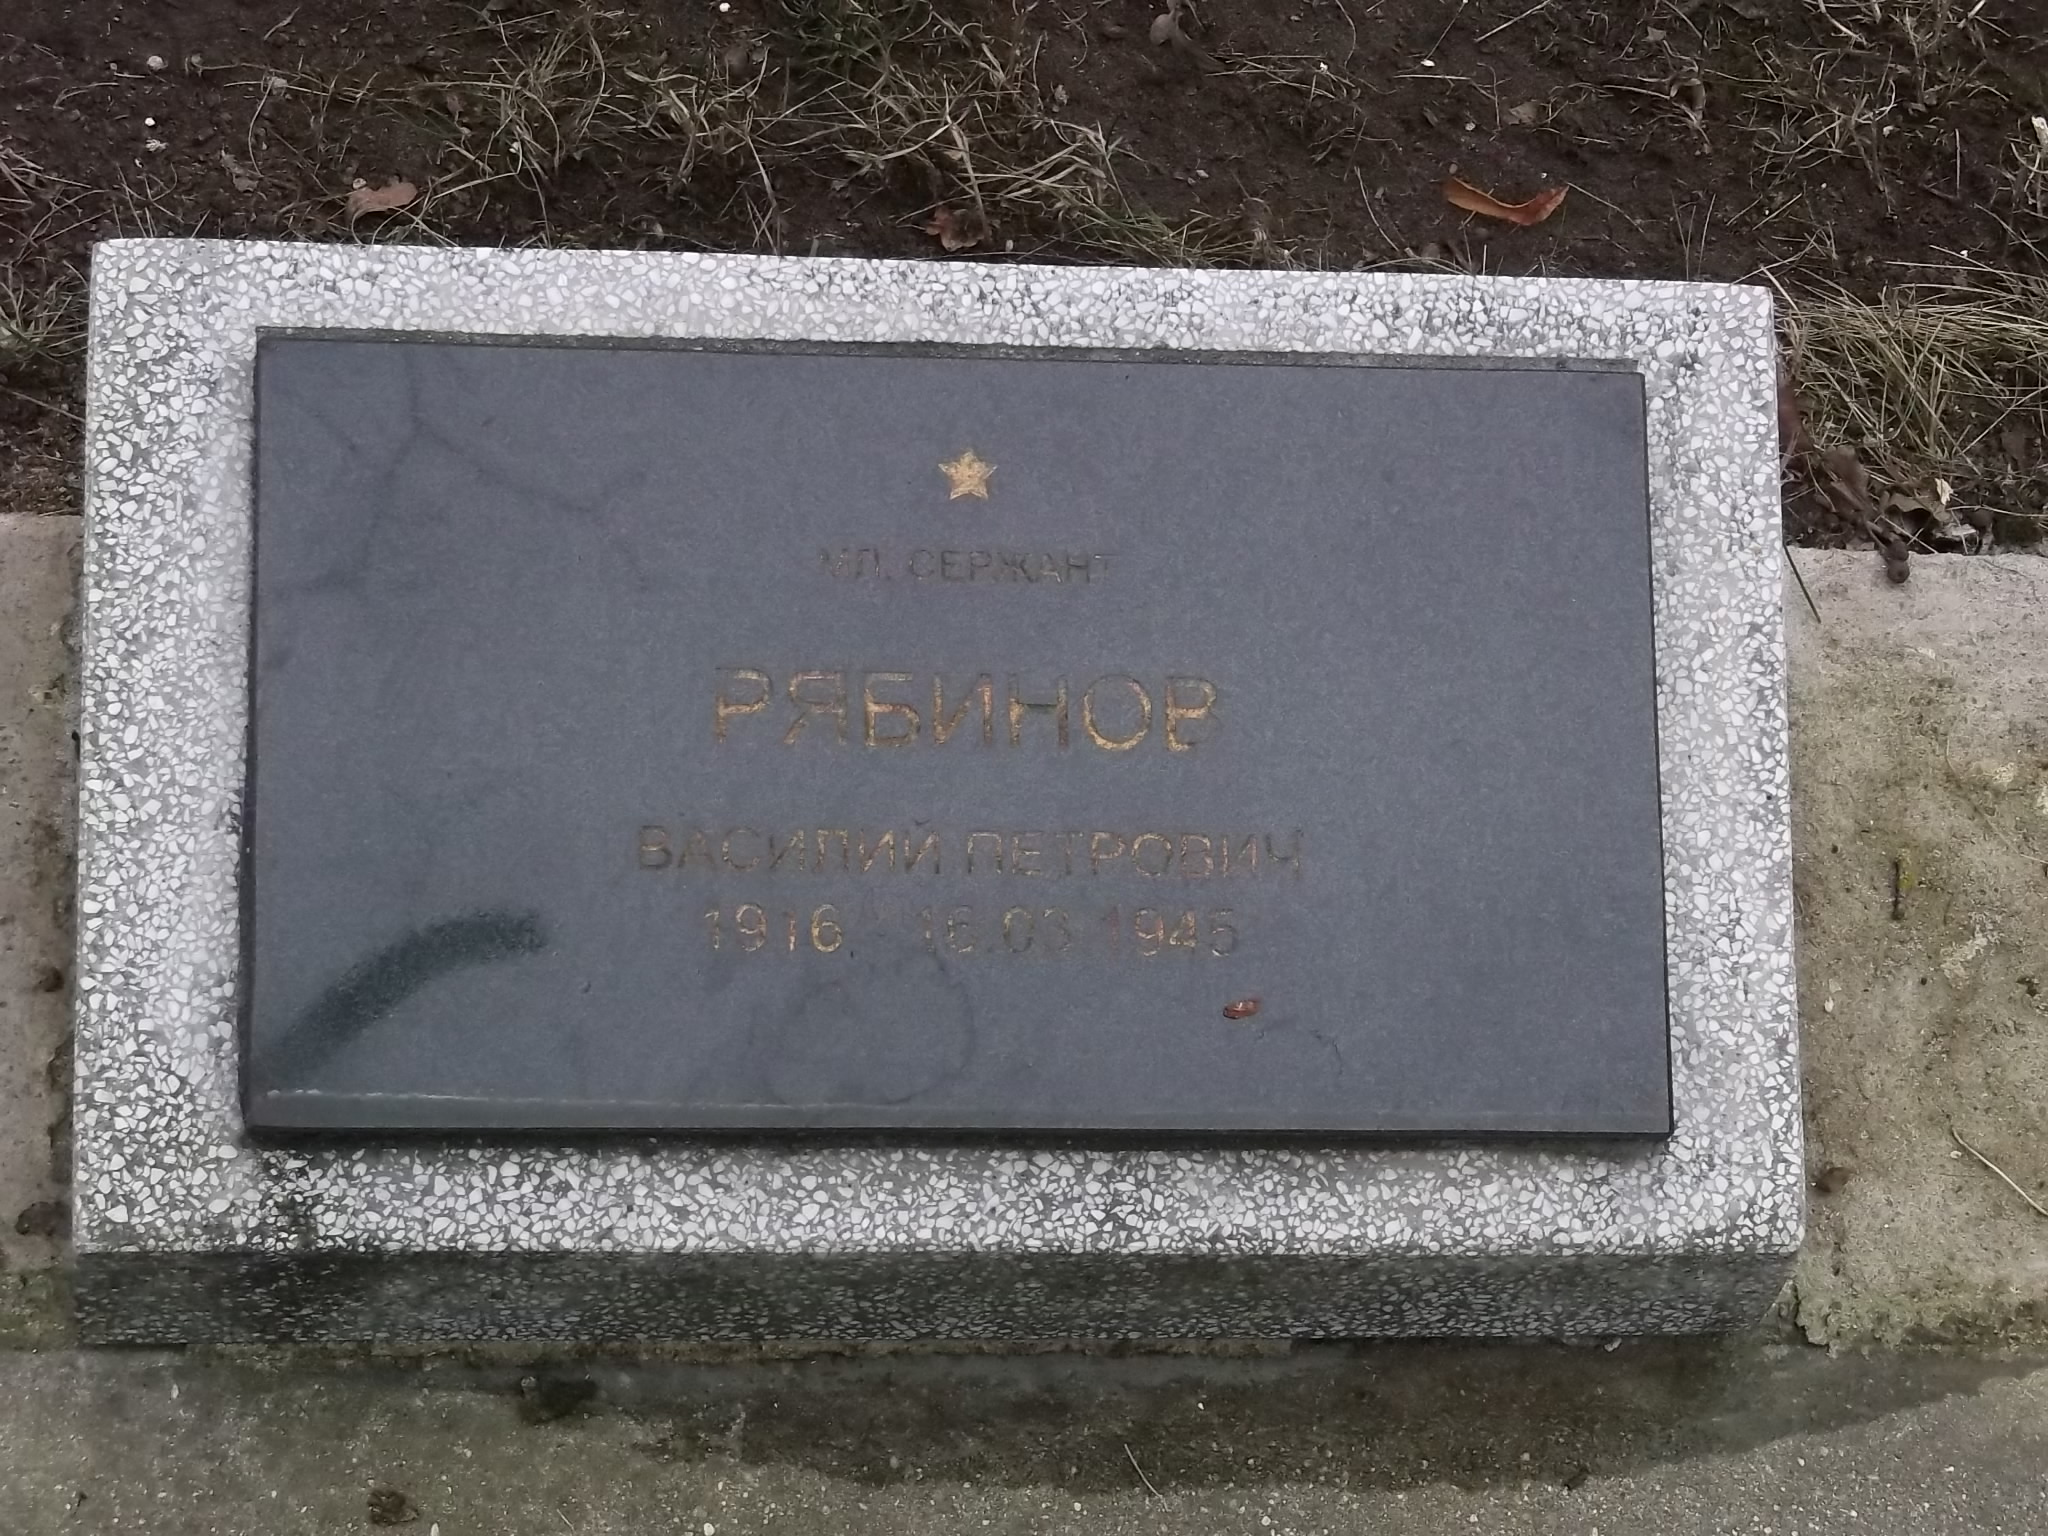 МЛ. СЕРЖАНТ
РЯБИНОВ
ВАСИЛИЙ ПЕТРОВИЧ
1916 - 16.03.1945